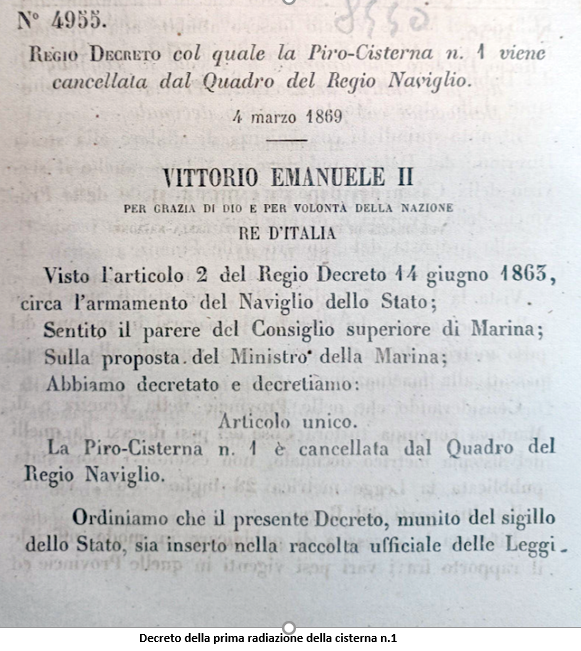 Nº 4955.
REGIO DECRETO col quale la Piro-Cisterna n. 1 viene
cancellata dal Quadro del Regio Naviglio.
4 marzo 1869
VITTORIO EMANUELE II
PER GRAZIA DI DIO E PER VOLONTÀ DELLA NAZIONE
RE D'ITALIA
Visto l'articolo 2 del Regio Decreto 14 giugno 1863,
circa l'armamento del Naviglio dello Stato;
Sentito il parere del Consiglio superiore di Marina;
Sulla proposta del Ministro della Marina;
Abbiamo decretato e decretiamo:
Articolo unico.
La Piro-Cisterna n. 1 è cancellata dal Quadro del
Regio Naviglio.
Ordiniamo che il presente Decreto, munito del sigillo
dello Stato, sia inserto nella raccolta ufficiale delle Leggi
Decreto della prima radiazione della cisterna n.1